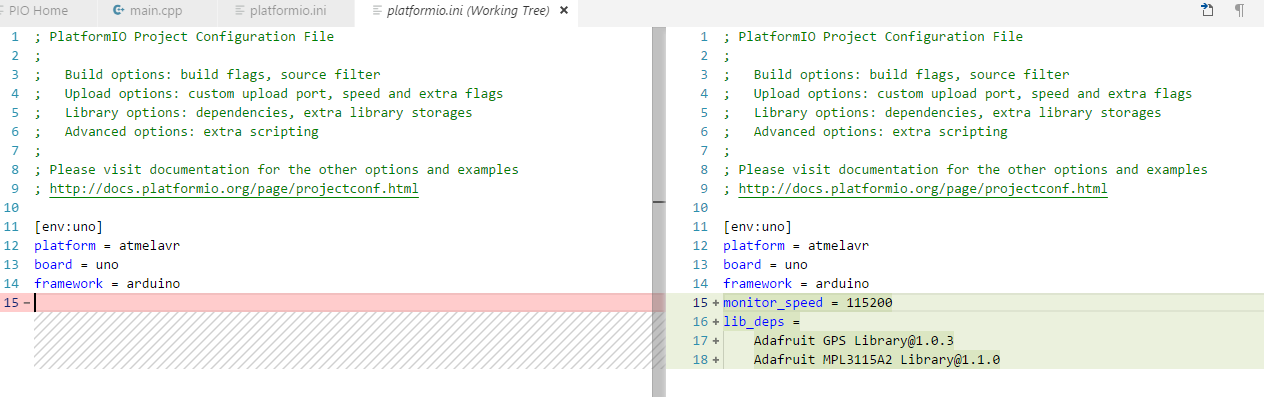 PIO Home main.cpp platformio.ini platformio.ini (Working Tree)
1 ; PlatformIO Project Configuration File
2 ;
3 ;   Build options: build flags, source filter
4 ;   Upload options: custom upload port, speed and extra flags
5 ;   Library options: dependencies, extra library storages
6 ;   Advanced options: extra scripting
7 ;
8 ; Please visit documentation for the other options and examples
9 ; http://docs.platformio.org/page/projectconf.html
10
11 [env:uno]
12 platform = atmelavr
13 board = uno
14 framework = arduino
15 −
1 ; PlatformIO Project Configuration File
2 ;
3 ;   Build options: build flags, source filter
4 ;   Upload options: custom upload port, speed and extra flags
5 ;   Library options: dependencies, extra library storages
6 ;   Advanced options: extra scripting
7 ;
8 ; Please visit documentation for the other options and examples
9 ; http://docs.platformio.org/page/projectconf.html
10
11 [env:uno]
12 platform = atmelavr
13 board = uno
14 framework = arduino
15 + monitor_speed = 115200
16 + lib_deps =
17 +     Adafruit GPS Library@1.0.3
18 +     Adafruit MPL3115A2 Library@1.1.0